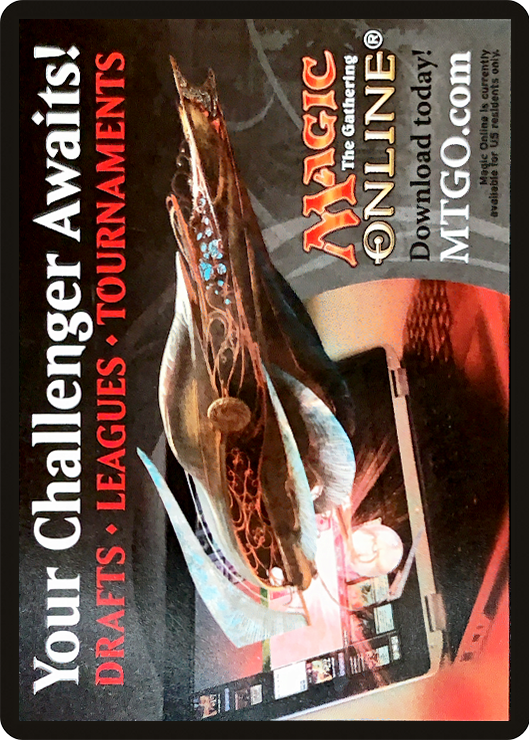 Your Challenger Awaits!
DRAFTS • LEAGUES • TOURNAMENTS
MAGIC
The Gathering
ONLINE®
Download today!
MTGO.com
Magic Online is currently
available for US residents only.